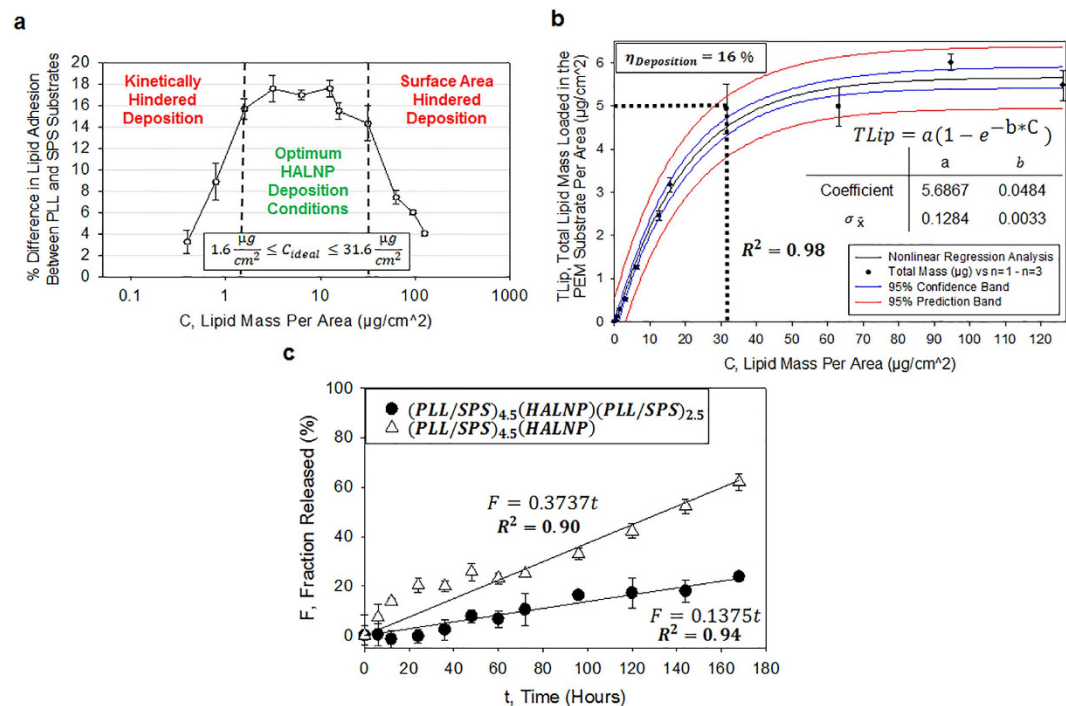 a
% Difference in Lipid Adhesion
Between PLL and SPS Substrates
20
18
16
14
12
10
8
6
4
2
0
Kinetically
Hindered
Deposition
Surface Area
Hindered
Deposition
Optimum
HALNP
Deposition
Conditions
1.6 μg/cm² ≤ C_ideal ≤ 31.6 μg/cm²
0.1 1 10 100 1000
C, Lipid Mass Per Area (μg/cm^2)
b
TLip, Total Lipid Mass Loaded in the
PEM Substrate Per Area (μg/cm^2)
6
5
4
3
2
1
0
η_Deposition = 16 %
TLip = a(1 − e^−b*C)
a b
Coefficient 5.6867 0.0484
σ_x̄ 0.1284 0.0033
R² = 0.98
Nonlinear Regression Analysis
Total Mass (μg) vs n=1 - n=3
95% Confidence Band
95% Prediction Band
0 10 20 30 40 50 60 70 80 90 100 110 120
C, Lipid Mass Per Area (μg/cm^2)
c
F, Fraction Released (%)
100
80
60
40
20
0
(PLL/SPS)4.5(HALNP)(PLL/SPS)2.5
(PLL/SPS)4.5(HALNP)
F = 0.3737t
R² = 0.90
F = 0.1375t
R² = 0.94
0 20 40 60 80 100 120 140 160 180
t, Time (Hours)